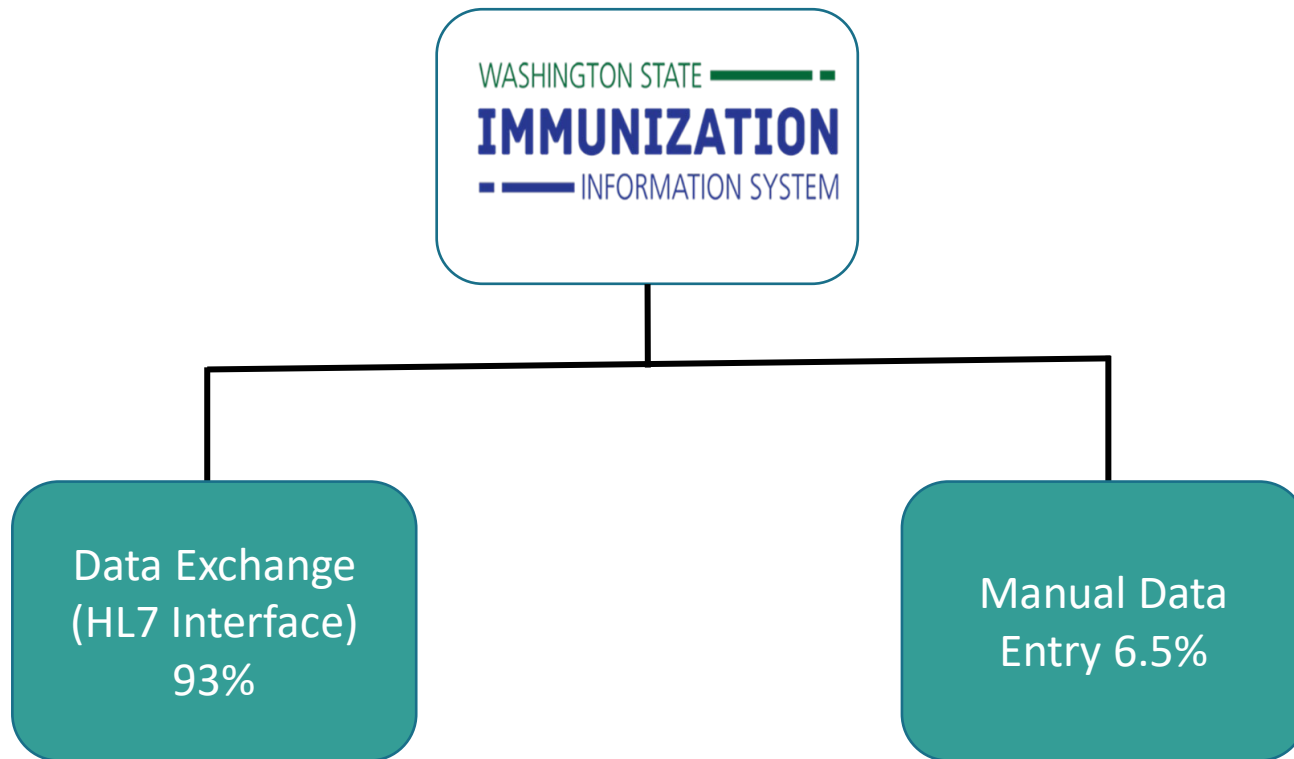 WASHINGTON STATE
IMMUNIZATION
INFORMATION SYSTEM
Data Exchange
(HL7 Interface)
93%
Manual Data
Entry 6.5%